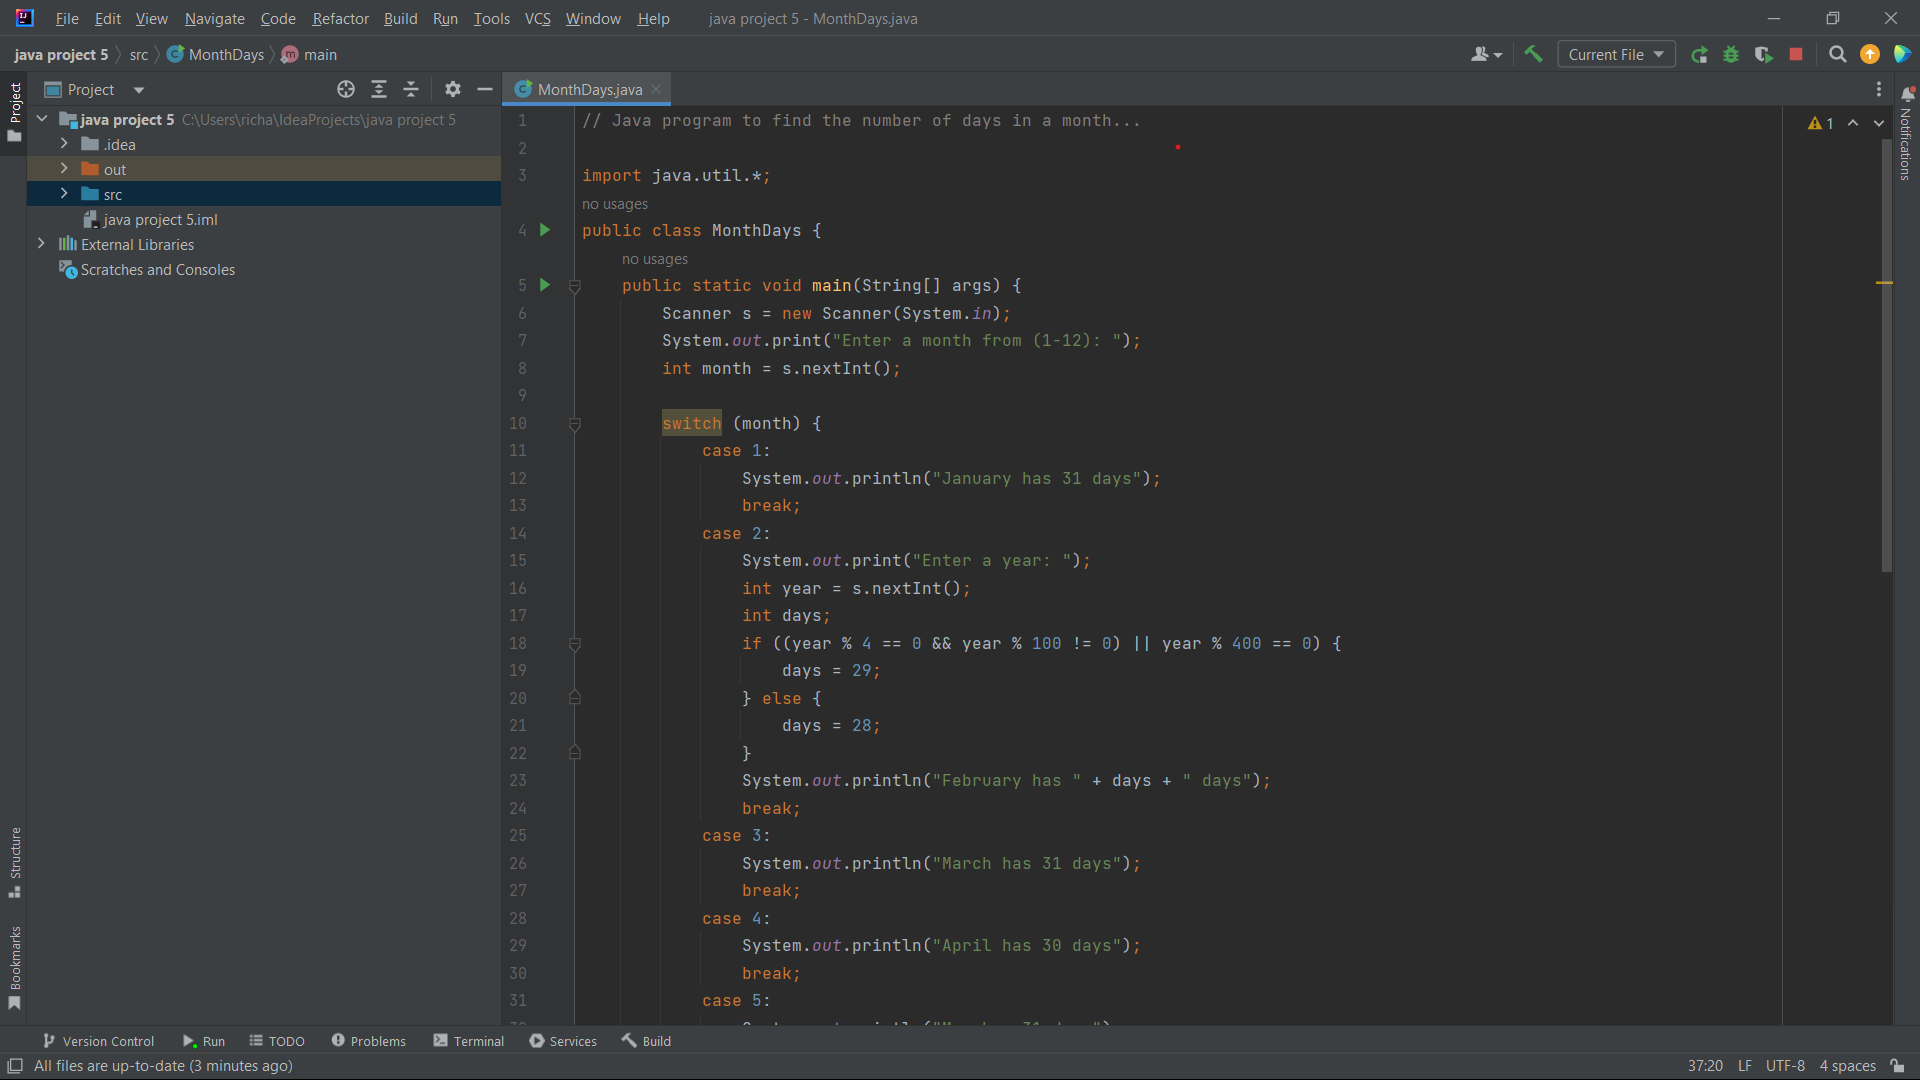 File Edit View Navigate Code Refactor Build Run Tools VCS Window Help java project 5 - MonthDays.java
java project 5 src MonthDays main
Current File
Project
Project
MonthDays.java
java project 5 C:\Users\richa\IdeaProjects\java project 5
.idea
out
src
java project 5.iml
External Libraries
Scratches and Consoles
Structure
Bookmarks
1 // Java program to find the number of days in a month...
2
3 import java.util.*;
no usages
4 public class MonthDays {
no usages
5 public static void main(String[] args) {
6 Scanner s = new Scanner(System.in);
7 System.out.print("Enter a month from (1-12): ");
8 int month = s.nextInt();
9
10 switch (month) {
11 case 1:
12 System.out.println("January has 31 days");
13 break;
14 case 2:
15 System.out.print("Enter a year: ");
16 int year = s.nextInt();
17 int days;
18 if ((year % 4 == 0 && year % 100 != 0) || year % 400 == 0) {
19 days = 29;
20 } else {
21 days = 28;
22 }
23 System.out.println("February has " + days + " days");
24 break;
25 case 3:
26 System.out.println("March has 31 days");
27 break;
28 case 4:
29 System.out.println("April has 30 days");
30 break;
31 case 5:
1
Notifications
Version Control Run TODO Problems Terminal Services Build
All files are up-to-date (3 minutes ago) 37:20 LF UTF-8 4 spaces